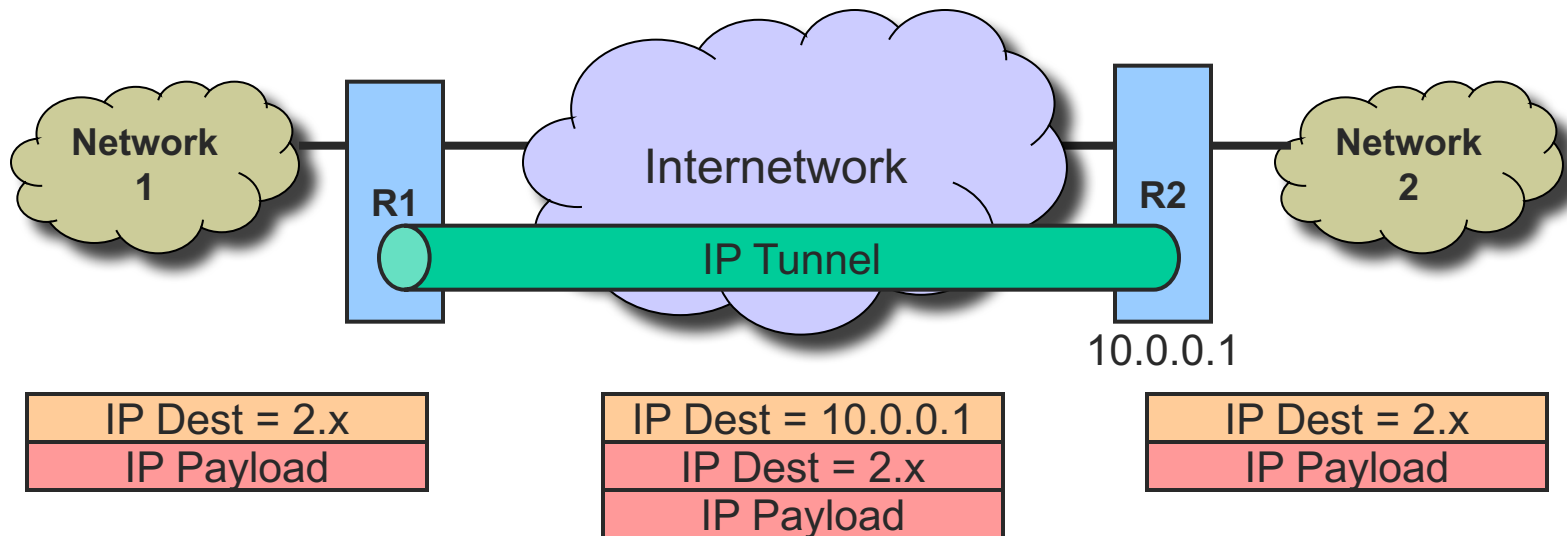 Network
1
R1
Internetwork
R2
Network
2
IP Tunnel
10.0.0.1
IP Dest = 2.x
IP Payload
IP Dest = 10.0.0.1
IP Dest = 2.x
IP Payload
IP Dest = 2.x
IP Payload